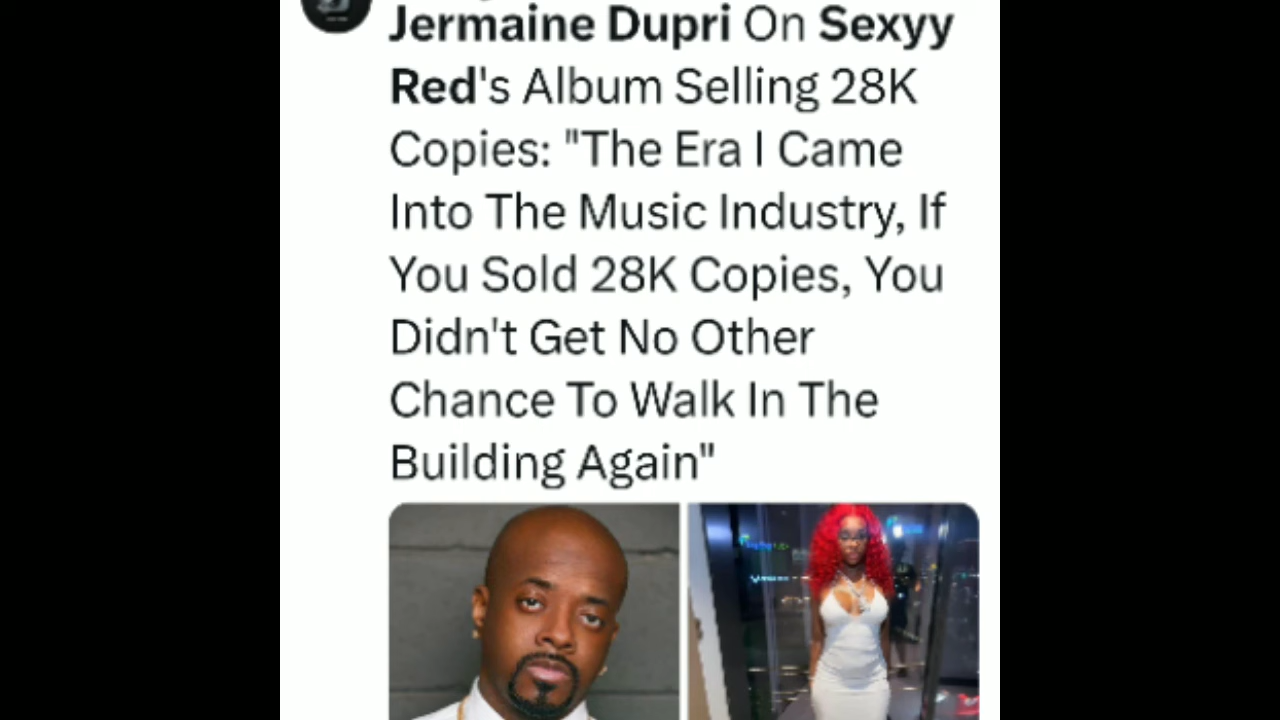 Jermaine Dupri On Sexyy
Red's Album Selling 28K
Copies: "The Era I Came
Into The Music Industry, If
You Sold 28K Copies, You
Didn't Get No Other
Chance To Walk In The
Building Again"